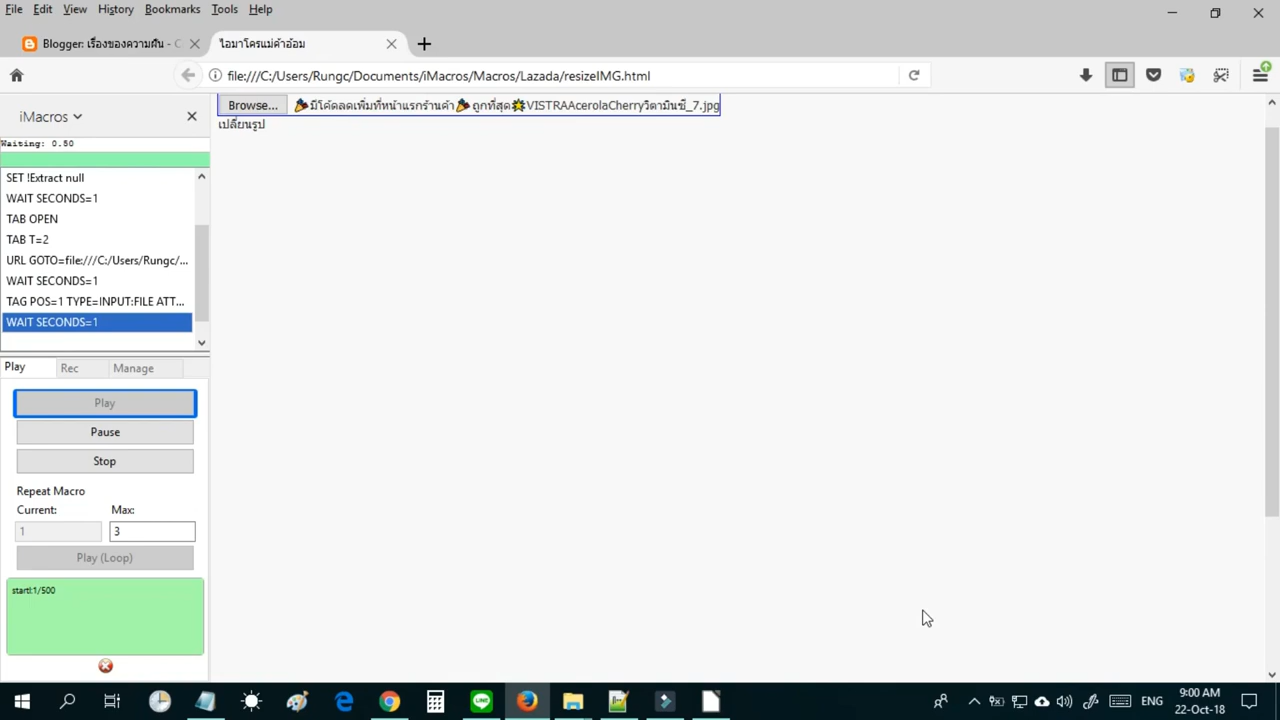 File Edit View History Bookmarks Tools Help
Blogger: เรื่องของความฝัน - C
ไอมาโครแม่ค้าอ้อม
file:///C:/Users/Rungc/Documents/iMacros/Macros/Lazada/resizeIMG.html
iMacros
Browse... 🎉มีโค้ดลดเพิ่มที่หน้าแรกร้านค้า🎉ถูกที่สุด🌟VISTRAAcerolaCherryวิตามินซี_7.jpg
เปลี่ยนรูป
Waiting: 0.50
SET !Extract null
WAIT SECONDS=1
TAB OPEN
TAB T=2
URL GOTO=file:///C:/Users/Rungc/...
WAIT SECONDS=1
TAG POS=1 TYPE=INPUT:FILE ATT...
WAIT SECONDS=1
Play Rec Manage
Play
Pause
Stop
Repeat Macro
Current: Max:
1 3
Play (Loop)
startl:1/500
ENG
9:00 AM
22-Oct-18